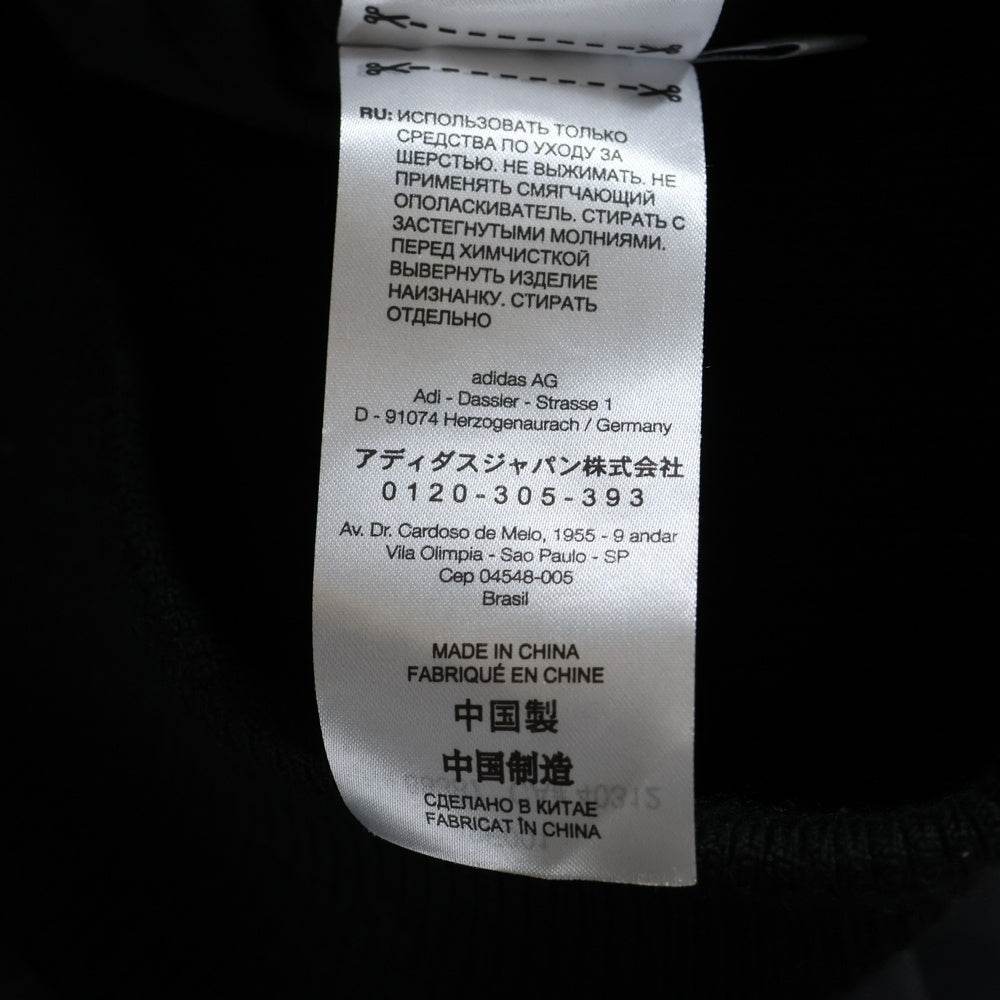 RU: ИСПОЛЬЗОВАТЬ ТОЛЬКО
СРЕДСТВА ПО УХОДУ ЗА
ШЕРСТЬЮ. НЕ ВЫЖИМАТЬ. НЕ
ПРИМЕНЯТЬ СМЯГЧАЮЩИЙ
ОПОЛАСКИВАТЕЛЬ. СТИРАТЬ С
ЗАСТЕГНУТЫМИ МОЛНИЯМИ.
ПЕРЕД ХИМЧИСТКОЙ
ВЫВЕРНУТЬ ИЗДЕЛИЕ
НАИЗНАНКУ. СТИРАТЬ
ОТДЕЛЬНО
adidas AG
Adi - Dassler - Strasse 1
D - 91074 Herzogenaurach / Germany
アディダスジャパン株式会社
0120-305-393
Av. Dr. Cardoso de Melo, 1955 - 9 andar
Vila Olimpia - Sao Paulo - SP
Cep 04548-005
Brasil
MADE IN CHINA
FABRIQUÉ EN CHINE
中国製
中国制造
СДЕЛАНО В КИТАЕ
FABRICAT ÎN CHINA